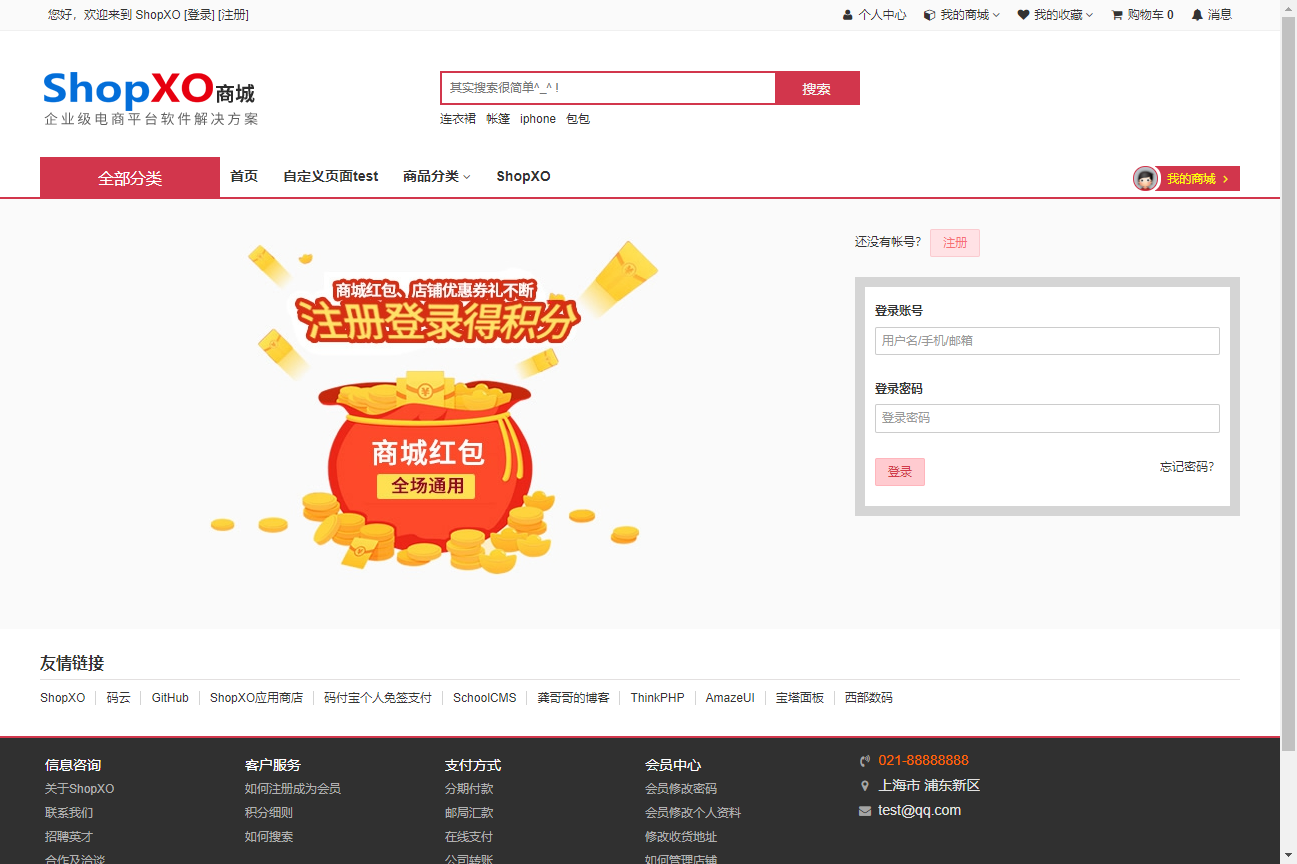 您好，欢迎来到 ShopXO [登录] [注册]
个人中心 我的商城 我的收藏 购物车 0 消息
ShopXO商城
企业级电商平台软件解决方案
其实搜索很简单^_^ !
搜索
连衣裙 帐篷 iphone 包包
全部分类 首页 自定义页面test 商品分类 ShopXO
我的商城
商城红包、店铺优惠券礼不断
注册登录得积分
商城红包
全场通用
还没有帐号? 注册
登录账号
用户名/手机/邮箱
登录密码
登录密码
登录 忘记密码?
友情链接
ShopXO 码云 GitHub ShopXO应用商店 码付宝个人免签支付 SchoolCMS 龚哥哥的博客 ThinkPHP AmazeUI 宝塔面板 西部数码
信息咨询
关于ShopXO
联系我们
招聘英才
合作及洽谈
客户服务
如何注册成为会员
积分细则
如何搜索
支付方式
分期付款
邮局汇款
在线支付
公司转账
会员中心
会员修改密码
会员修改个人资料
修改收货地址
如何管理店铺
021-88888888
上海市 浦东新区
test@qq.com